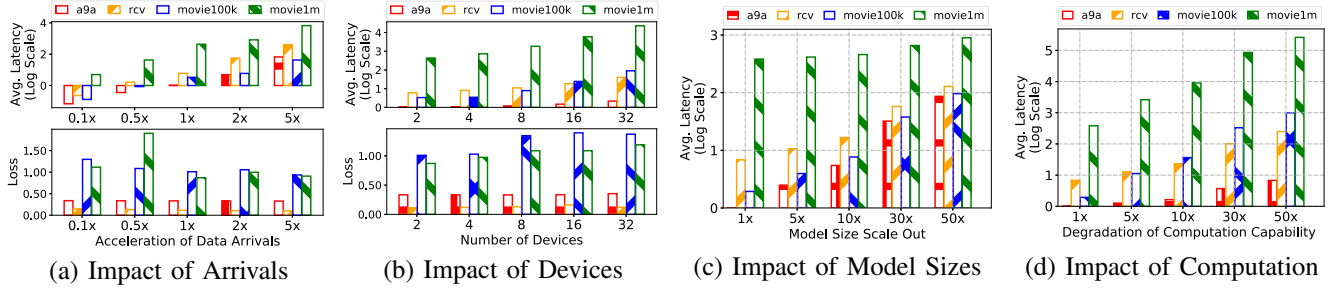 a9a rcv movie100k movie1m
Avg. Latency
(Log Scale)
4
2
0
0.1x 0.5x 1x 2x 5x
Loss
1.50
1.00
0.50
0.00
0.1x 0.5x 1x 2x 5x
Acceleration of Data Arrivals
(a) Impact of Arrivals
a9a rcv movie100k movie1m
Avg. Latency
(Log Scale)
4
3
2
1
0
2 4 8 16 32
Loss
1.00
0.50
0.00
2 4 8 16 32
Number of Devices
(b) Impact of Devices
a9a rcv movie100k movie1m
Avg. Latency
(Log Scale)
3
2
1
0
1x 5x 10x 30x 50x
Model Size Scale Out
(c) Impact of Model Sizes
a9a rcv movie100k movie1m
Avg. Latency
(Log Scale)
5
4
3
2
1
0
1x 5x 10x 30x 50x
Degradation of Computation Capability
(d) Impact of Computation